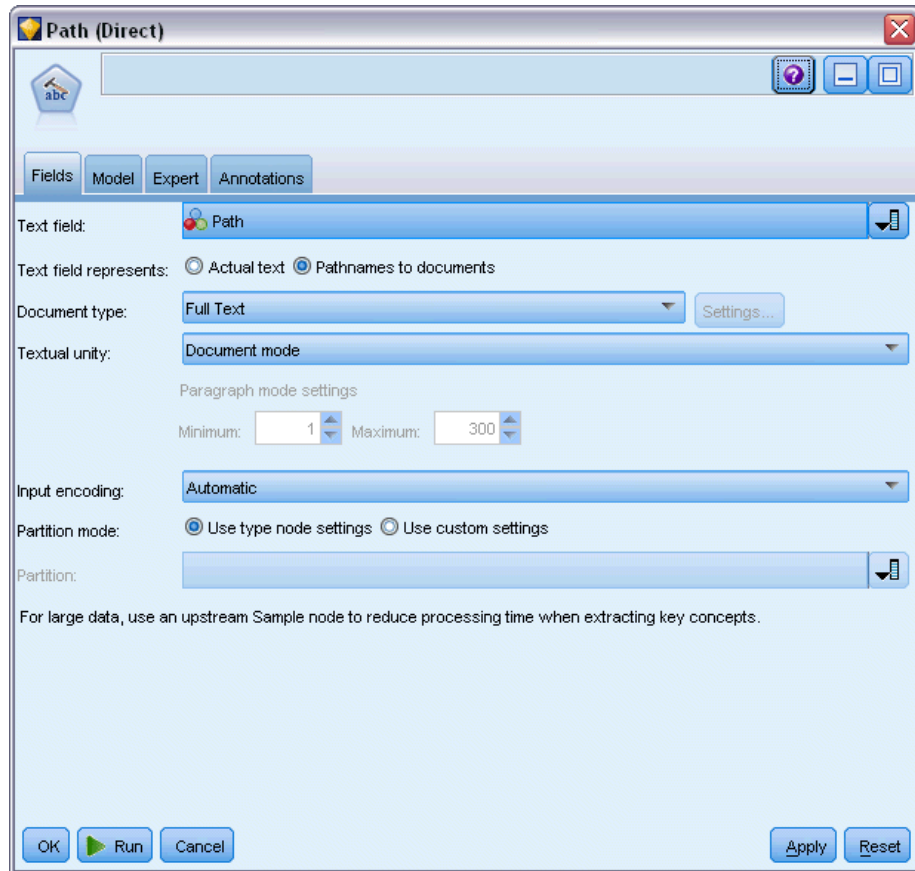 Path (Direct)
abc
Fields Model Expert Annotations
Text field: Path
Text field represents: Actual text Pathnames to documents
Document type: Full Text Settings...
Textual unity: Document mode
Paragraph mode settings
Minimum: 1 Maximum: 300
Input encoding: Automatic
Partition mode: Use type node settings Use custom settings
Partition:
For large data, use an upstream Sample node to reduce processing time when extracting key concepts.
OK Run Cancel Apply Reset